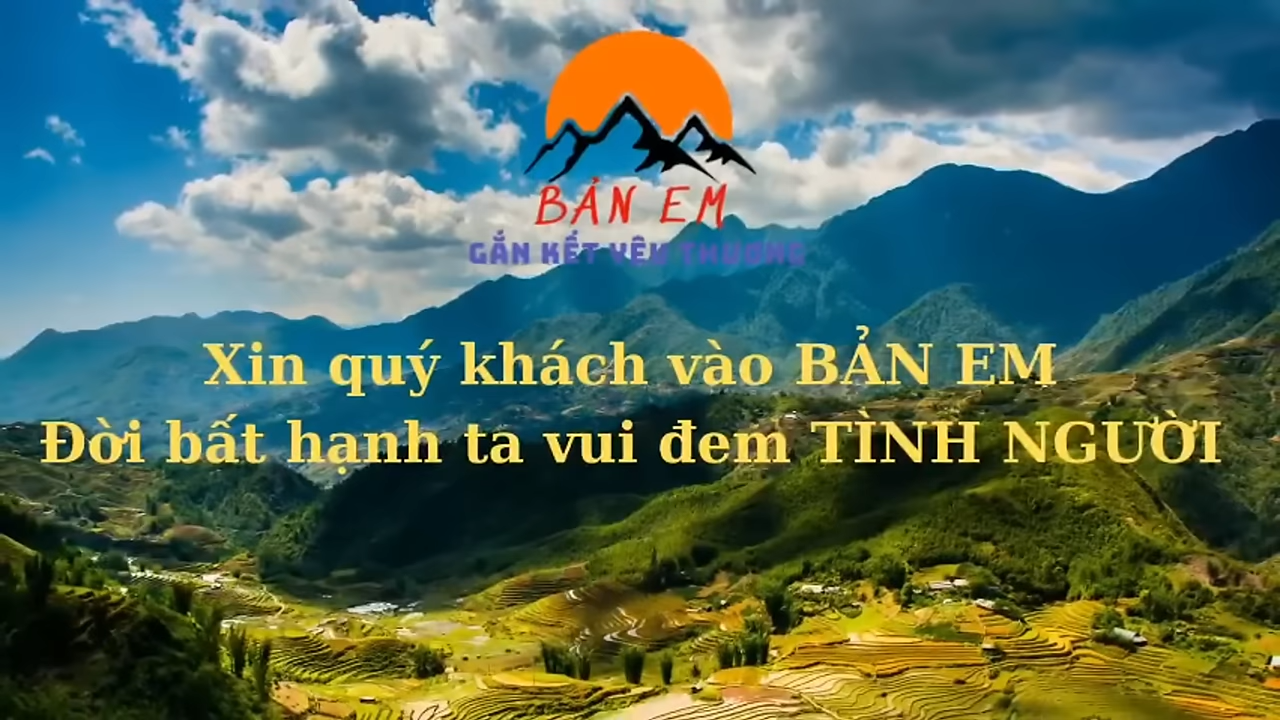 BẢN EM
GẮN KẾT YÊU THƯƠNG
Xin quý khách vào BẢN EM
Đời bất hạnh ta vui đem TÌNH NGƯỜI